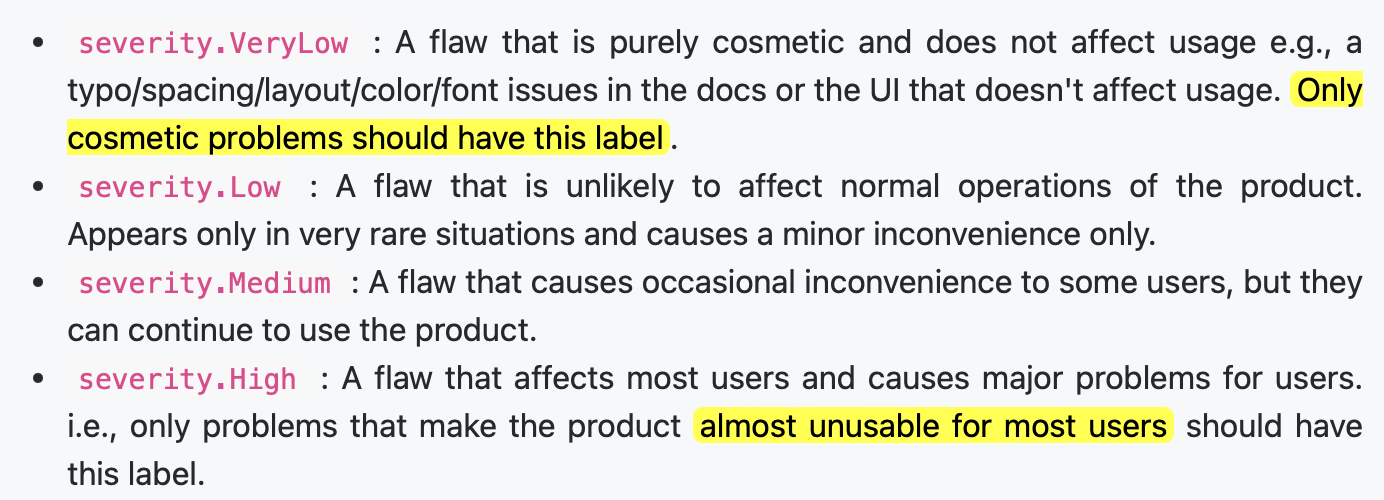 • severity.VeryLow : A flaw that is purely cosmetic and does not affect usage e.g., a
typo/spacing/layout/color/font issues in the docs or the UI that doesn't affect usage. Only
cosmetic problems should have this label.
• severity.Low : A flaw that is unlikely to affect normal operations of the product.
Appears only in very rare situations and causes a minor inconvenience only.
• severity.Medium : A flaw that causes occasional inconvenience to some users, but they
can continue to use the product.
• severity.High : A flaw that affects most users and causes major problems for users.
i.e., only problems that make the product almost unusable for most users should have
this label.